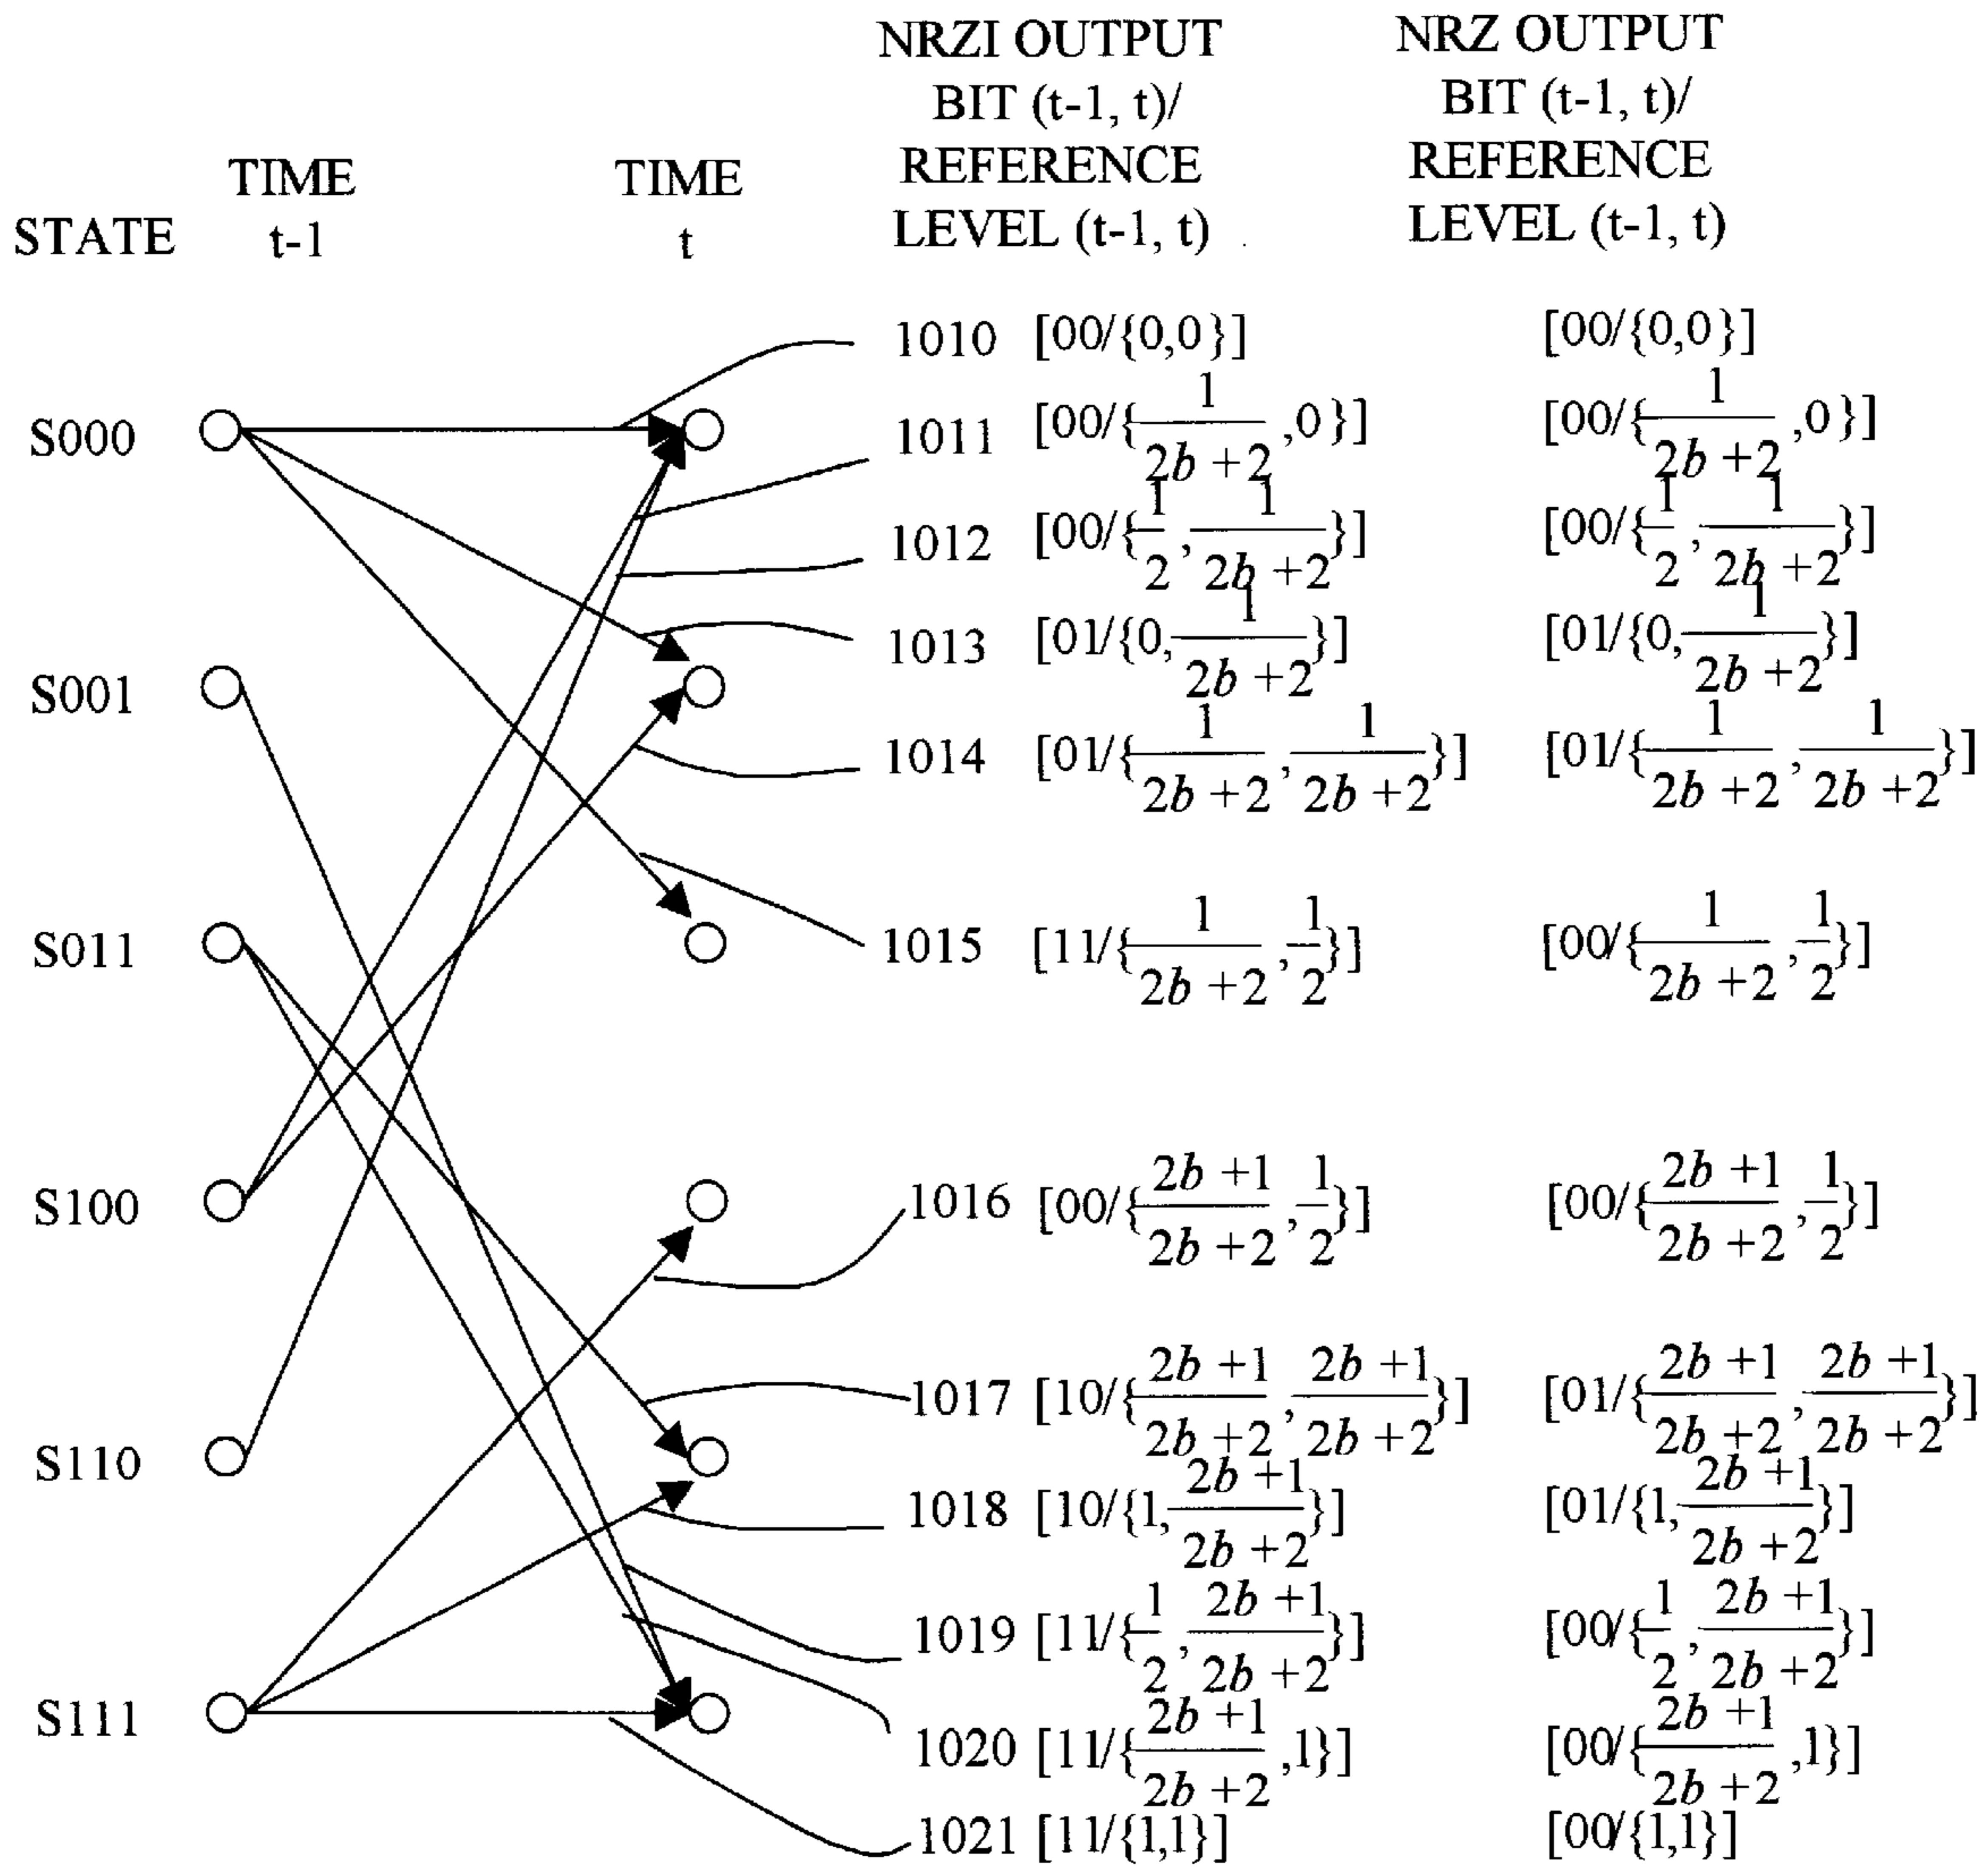 NRZI OUTPUT
BIT (t-1, t)/
REFERENCE
LEVEL (t-1, t)
NRZ OUTPUT
BIT (t-1, t)/
REFERENCE
LEVEL (t-1, t)
STATE
TIME
t-1
TIME
t
S000
S001
S011
S100
S110
S111
1010 [00/{0,0}] [00/{0,0}]
1011 [00/{1/2b+2,0}] [00/{1/2b+2,0}]
1012 [00/{1/2,1/2b+2}] [00/{1/2,1/2b+2}]
1013 [01/{0,1/2b+2}] [01/{0,1/2b+2}]
1014 [01/{1/2b+2,1/2b+2}] [01/{1/2b+2,1/2b+2}]
1015 [11/{1/2b+2,1/2}] [00/{1/2b+2,1/2}]
1016 [00/{2b+1/2b+2,1/2}] [00/{2b+1/2b+2,1/2}]
1017 [10/{2b+1/2b+2,2b+1/2b+2}] [01/{2b+1/2b+2,2b+1/2b+2}]
1018 [10/{1,2b+1/2b+2}] [01/{1,2b+1/2b+2}]
1019 [11/{1/2,2b+1/2b+2}] [00/{1/2,2b+1/2b+2}]
1020 [11/{2b+1/2b+2,1}] [00/{2b+1/2b+2,1}]
1021 [11/{1,1}] [00/{1,1}]